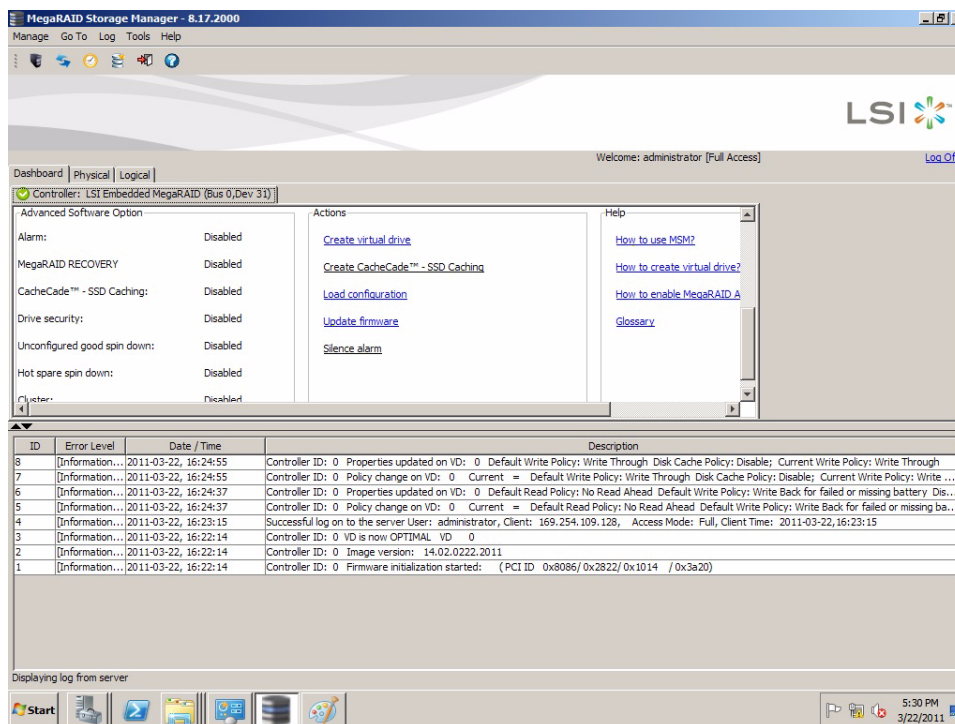 MegaRAID Storage Manager - 8.17.2000
Manage Go To Log Tools Help
LSI
Welcome: administrator [Full Access]
Log Of
Dashboard Physical Logical
Controller: LSI Embedded MegaRAID (Bus 0,Dev 31)
Advanced Software Option
Alarm: Disabled
MegaRAID RECOVERY Disabled
CacheCade™ - SSD Caching: Disabled
Drive security: Disabled
Unconfigured good spin down: Disabled
Hot spare spin down: Disabled
Cluster: Disabled
Actions
Create virtual drive
Create CacheCade™ - SSD Caching
Load configuration
Update firmware
Silence alarm
Help
How to use MSM?
How to create virtual drive?
How to enable MegaRAID A
Glossary
ID Error Level Date / Time Description
8 [Information... 2011-03-22, 16:24:55 Controller ID: 0 Properties updated on VD: 0 Default Write Policy: Write Through Disk Cache Policy: Disable; Current Write Policy: Write Through
7 [Information... 2011-03-22, 16:24:55 Controller ID: 0 Policy change on VD: 0 Current = Default Write Policy: Write Through Disk Cache Policy: Disable; Current Write Policy: Write ...
6 [Information... 2011-03-22, 16:24:37 Controller ID: 0 Properties updated on VD: 0 Default Read Policy: No Read Ahead Default Write Policy: Write Back for failed or missing battery Dis...
5 [Information... 2011-03-22, 16:24:37 Controller ID: 0 Policy change on VD: 0 Current = Default Read Policy: No Read Ahead Default Write Policy: Write Back for failed or missing ba...
4 [Information... 2011-03-22, 16:23:15 Successful log on to the server User: administrator, Client: 169.254.109.128, Access Mode: Full, Client Time: 2011-03-22,16:23:15
3 [Information... 2011-03-22, 16:22:14 Controller ID: 0 VD is now OPTIMAL VD 0
2 [Information... 2011-03-22, 16:22:14 Controller ID: 0 Image version: 14.02.0222.2011
1 [Information... 2011-03-22, 16:22:14 Controller ID: 0 Firmware initialization started: (PCI ID 0x8086/ 0x2822/ 0x1014 / 0x3a20)
Displaying log from server
Start
5:30 PM
3/22/2011